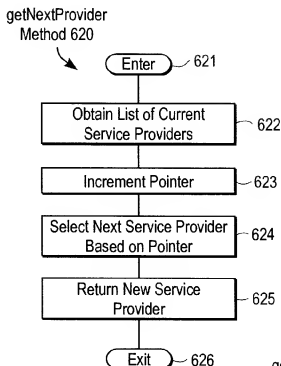 getNextProvider
Method 620
Enter
621
Obtain List of Current
Service Providers
622
Increment Pointer
623
Select Next Service Provider
Based on Pointer
624
Return New Service
Provider
625
Exit
626